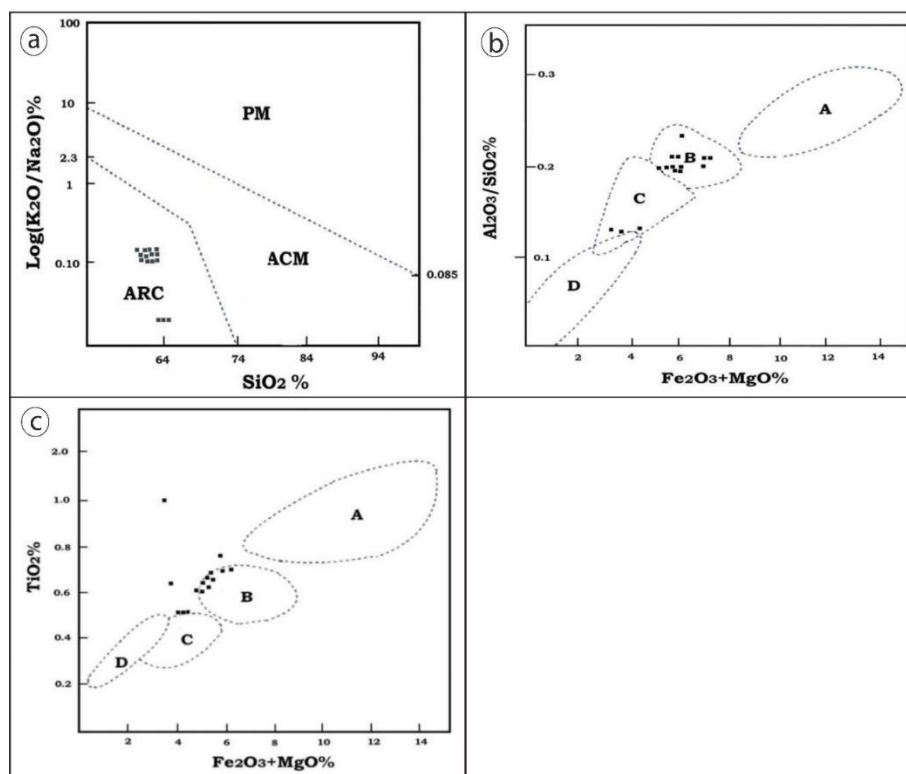 a
100
10
2.3
1
0.10
Log(K2O/Na2O)%
PM
ACM
ARC
0.085
64
74
84
94
SiO2 %
b
0.3
0.2
0.1
Al2O3/SiO2%
A
B
C
D
2
4
6
8
10
12
14
Fe2O3+MgO%
c
2.0
1.0
0.8
0.6
0.4
0.2
TiO2%
A
B
C
D
2
4
6
8
10
12
14
Fe2O3+MgO%